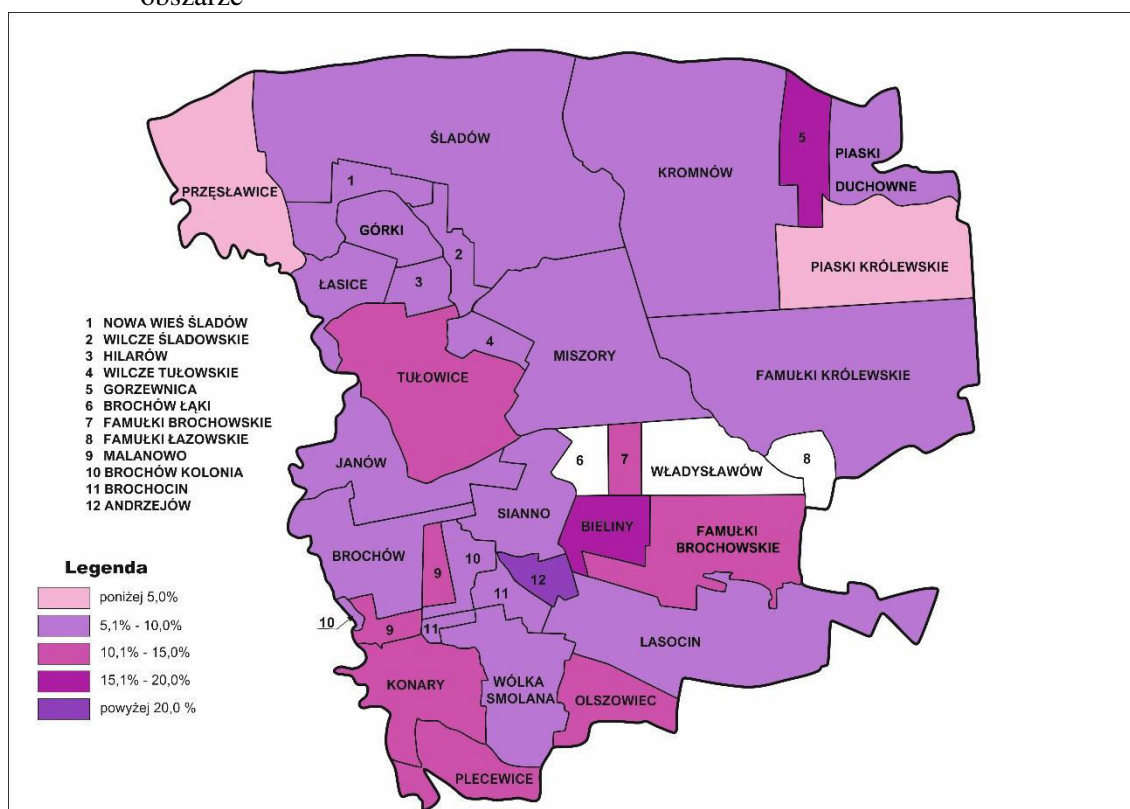 obszarze
ŚLADÓW
KROMNÓW
5
PIASKI
DUCHOWNE
PRZĘSŁAWICE
1
GÓRKI
2
PIASKI KRÓLEWSKIE
ŁASICE
3
1 NOWA WIEŚ ŚLADÓW
2 WILCZE ŚLADOWSKIE
3 HILARÓW
4 WILCZE TUŁOWSKIE
5 GORZEWNICA
6 BROCHÓW ŁĄKI
7 FAMUŁKI BROCHOWSKIE
8 FAMUŁKI ŁAZOWSKIE
9 MALANOWO
10 BROCHÓW KOLONIA
11 BROCHOCIN
12 ANDRZEJÓW
4
MISZORY
TUŁOWICE
FAMUŁKI KRÓLEWSKIE
JANÓW
6
7
WŁADYSŁAWÓW
8
SIANNO
BIELINY
FAMUŁKI
BROCHOWSKIE
BROCHÓW
9
10
12
11
10
9
11
LASOCIN
KONARY
WÓLKA
SMOLANA
OLSZOWIEC
PLECEWICE
Legenda
poniżej 5,0%
5,1% - 10,0%
10,1% - 15,0%
15,1% - 20,0%
powyżej 20,0 %